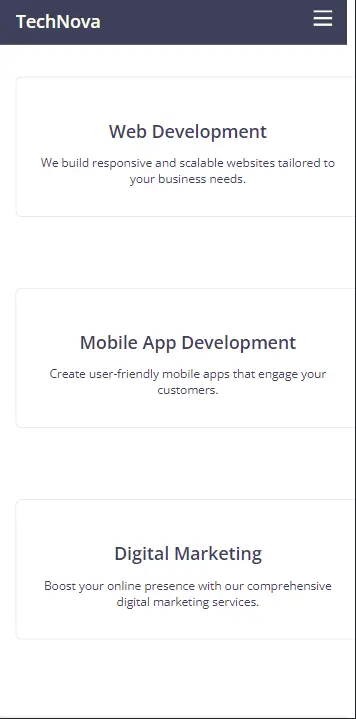 TechNova
Web Development
We build responsive and scalable websites tailored to
your business needs.
Mobile App Development
Create user-friendly mobile apps that engage your
customers.
Digital Marketing
Boost your online presence with our comprehensive
digital marketing services.